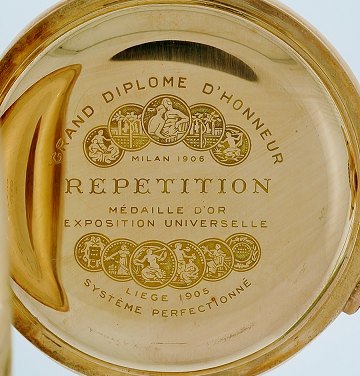 GRAND DIPLOME D'HONNEUR
MILAN 1906
REPETITION
MÉDAILLE D'OR
EXPOSITION UNIVERSELLE
LIEGE 1905
SYSTÈME PERFECTIONNÉ